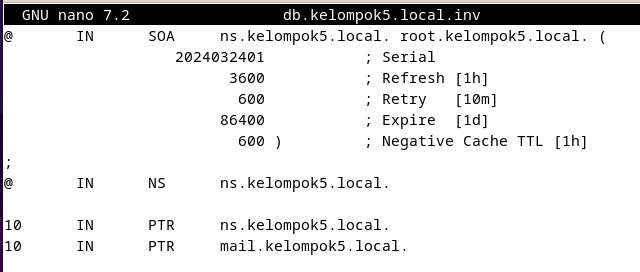 GNU nano 7.2 db.kelompok5.local.inv
@ IN SOA ns.kelompok5.local. root.kelompok5.local. (
2024032401 ; Serial
3600 ; Refresh [1h]
600 ; Retry [10m]
86400 ; Expire [1d]
600 ) ; Negative Cache TTL [1h]
;
@ IN NS ns.kelompok5.local.
10 IN PTR ns.kelompok5.local.
10 IN PTR mail.kelompok5.local.